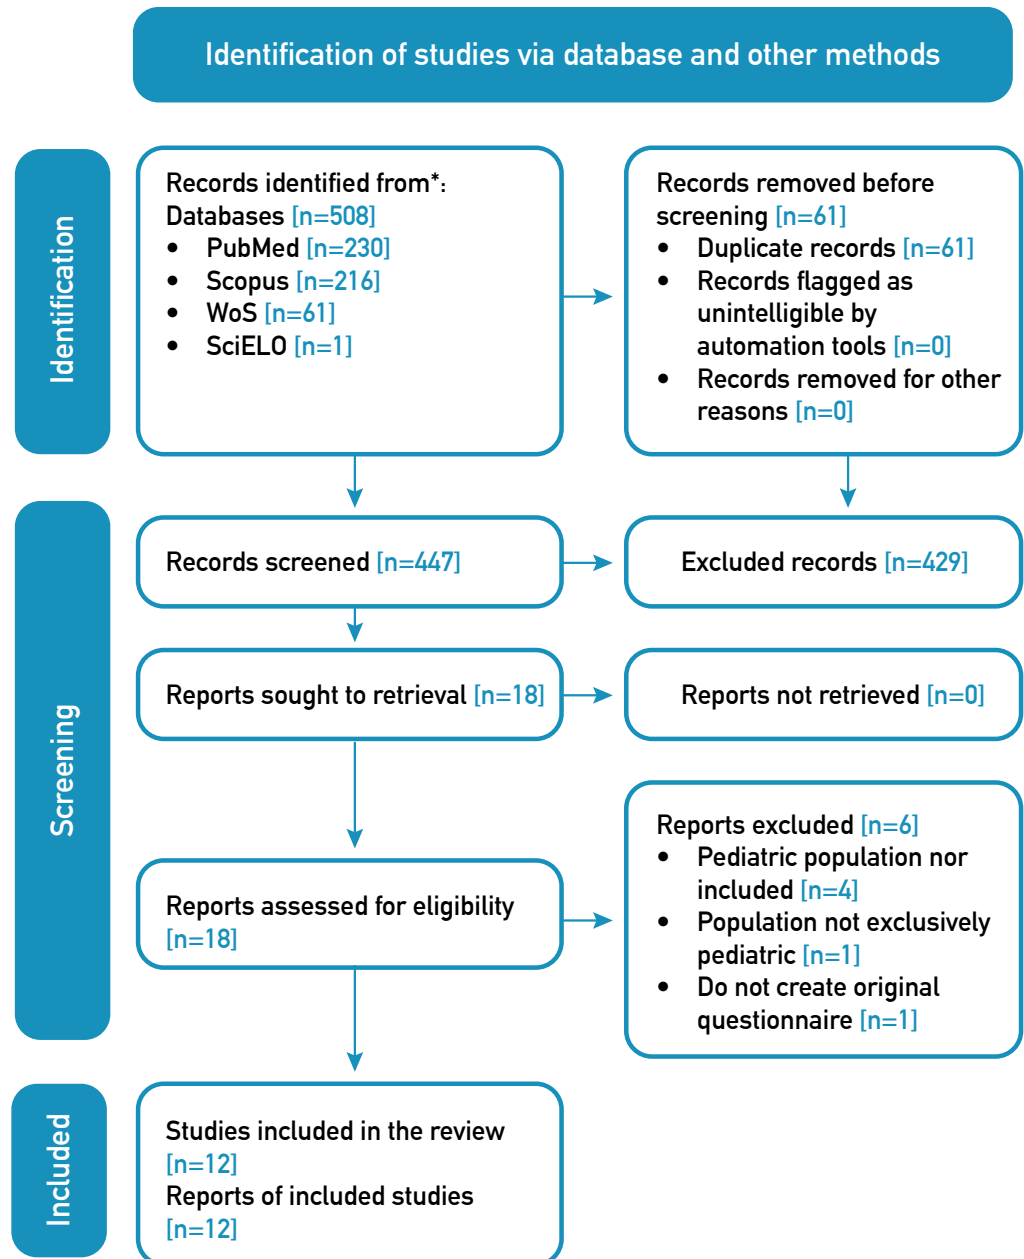 Identification of studies via database and other methods
Identification
Records identified from*:
Databases [n=508]
• PubMed [n=230]
• Scopus [n=216]
• WoS [n=61]
• SciELO [n=1]
Records removed before
screening [n=61]
• Duplicate records [n=61]
• Records flagged as
unintelligible by
automation tools [n=0]
• Records removed for other
reasons [n=0]
Screening
Records screened [n=447]
Excluded records [n=429]
Reports sought to retrieval [n=18]
Reports not retrieved [n=0]
Reports assessed for eligibility
[n=18]
Reports excluded [n=6]
• Pediatric population nor
included [n=4]
• Population not exclusively
pediatric [n=1]
• Do not create original
questionnaire [n=1]
Included
Studies included in the review
[n=12]
Reports of included studies
[n=12]